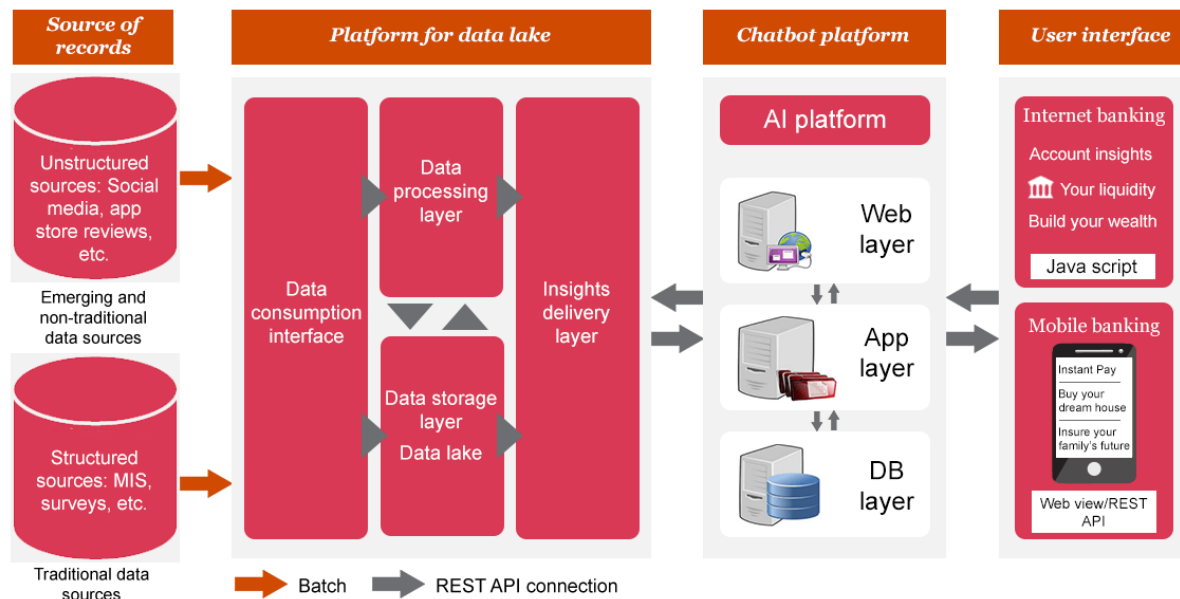 Source of
records
Platform for data lake
Chatbot platform
User interface
Unstructured
sources: Social
media, app
store reviews,
etc.
Emerging and
non-traditional
data sources
Structured
sources: MIS,
surveys, etc.
Traditional data
sources
Data
consumption
interface
Data
processing
layer
Data storage
layer
Data lake
Insights
delivery
layer
AI platform
Web
layer
App
layer
DB
layer
Internet banking
Account insights
Your liquidity
Build your wealth
Java script
Mobile banking
Instant Pay
Buy your
dream house
Insure your
family's future
Web view/REST
API
Batch
REST API connection